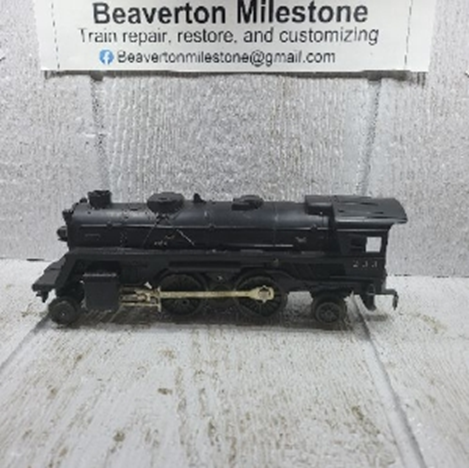 Beaverton Milestone
Train repair, restore, and customizing
Beavertonmilestone@gmail.com